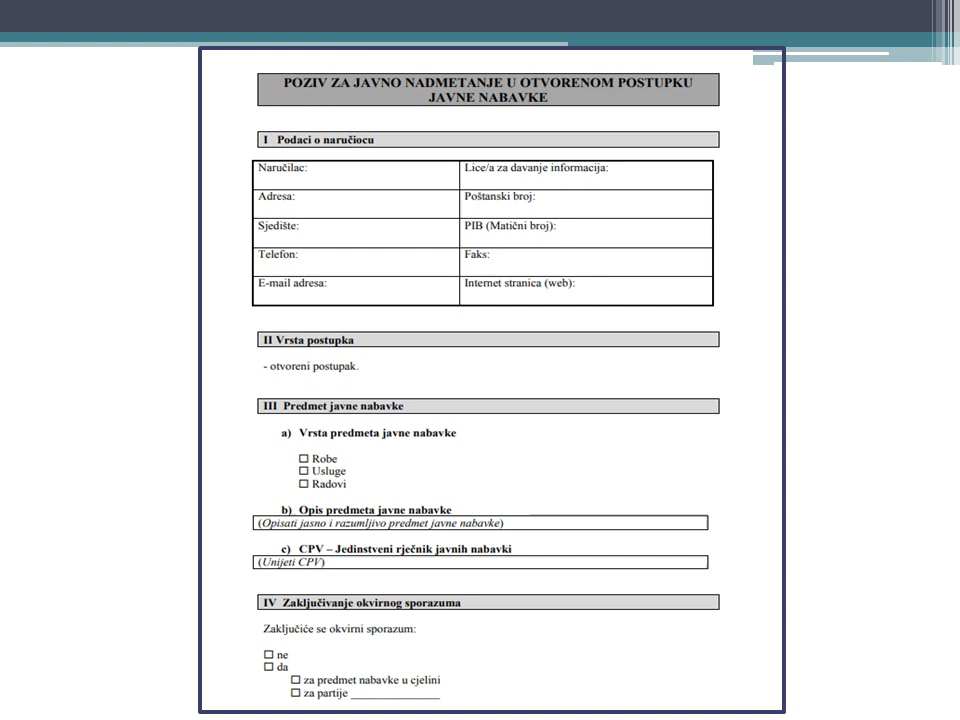 POZIV ZA JAVNO NADMETANJE U OTVORENOM POSTUPKU
JAVNE NABAVKE
I Podaci o naručiocu
Naručilac: Lice/a za davanje informacija:
Adresa: Poštanski broj:
Sjedište: PIB (Matični broj):
Telefon: Faks:
E-mail adresa: Internet stranica (web):
II Vrsta postupka
- otvoreni postupak.
III Predmet javne nabavke
a) Vrsta predmeta javne nabavke
☐ Robe
☐ Usluge
☐ Radovi
b) Opis predmeta javne nabavke
(Opisati jasno i razumljivo predmet javne nabavke)
c) CPV – Jedinstveni rječnik javnih nabavki
(Unijeti CPV)
IV Zaključivanje okvirnog sporazuma
Zaključiće se okvirni sporazum:
☐ ne
☐ da
☐ za predmet nabavke u cjelini
☐ za partije ________________